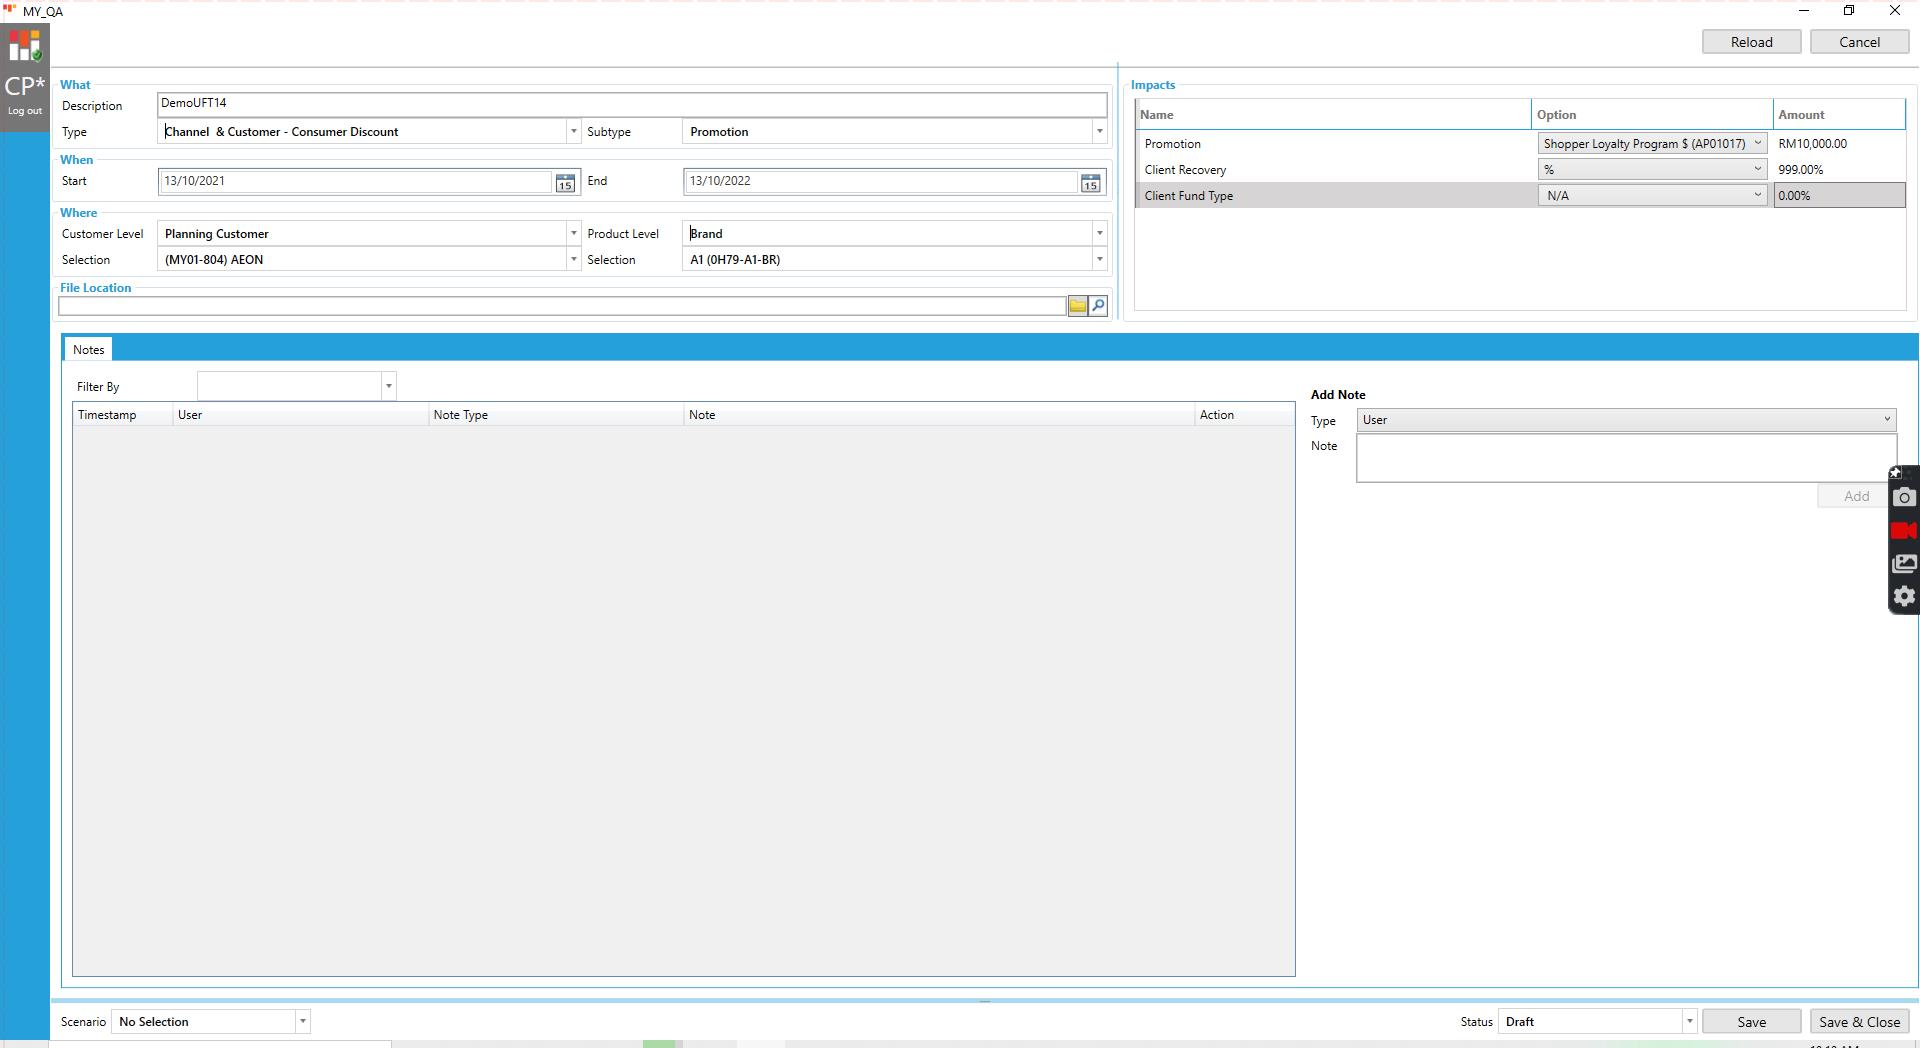 MY_QA
Reload
Cancel
CP*
Log out
What
Description
DemoUFT14
Type
Channel & Customer - Consumer Discount
Subtype
Promotion
When
Start
13/10/2021
15
End
13/10/2022
15
Where
Customer Level
Planning Customer
Product Level
Brand
Selection
(MY01-804) AEON
Selection
A1 (0H79-A1-BR)
File Location
Impacts
Name
Option
Amount
Promotion
Shopper Loyalty Program $ (AP01017)
RM10,000.00
Client Recovery
%
999.00%
Client Fund Type
N/A
0.00%
Notes
Filter By
Timestamp
User
Note Type
Note
Action
Add Note
Type
User
Note
Add
Scenario
No Selection
Status
Draft
Save
Save & Close